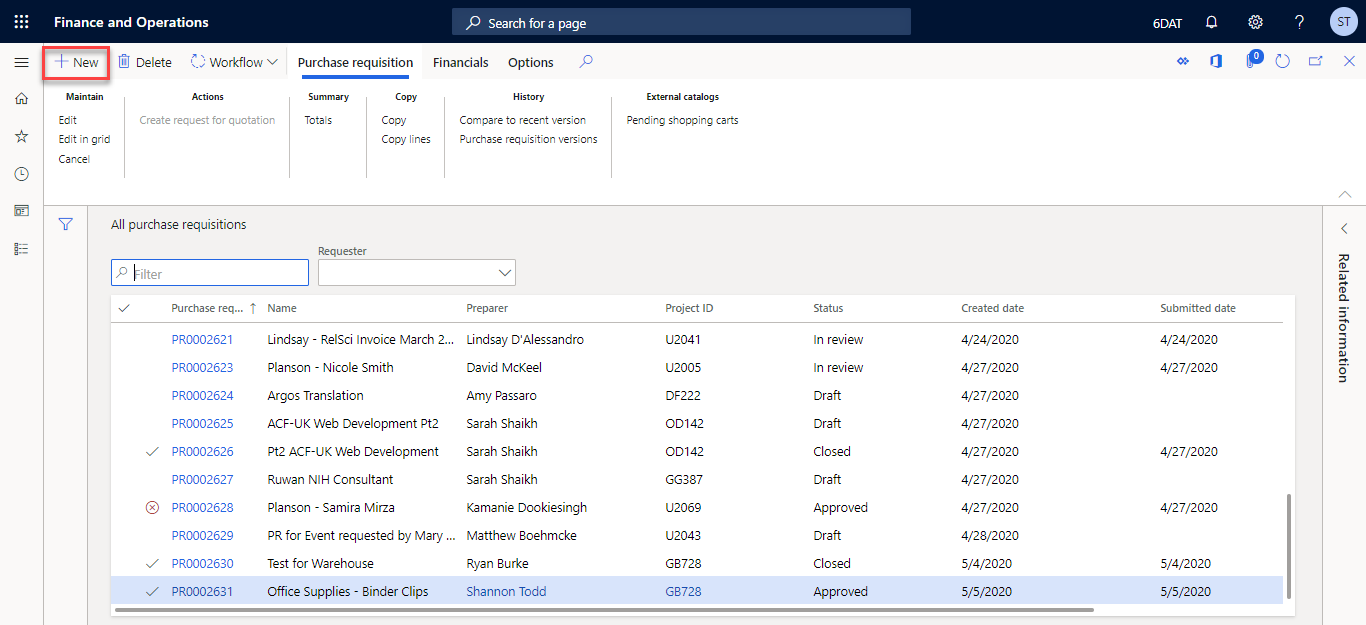 Finance and Operations
Search for a page
6DAT
ST
New Delete Workflow Purchase requisition Financials Options
0
Maintain Actions Summary Copy History External catalogs
Edit Create request for quotation Totals Copy Compare to recent version Pending shopping carts
Edit in grid Copy lines Purchase requisition versions
Cancel
All purchase requisitions
Requester
Filter
Related information
Purchase req... Name Preparer Project ID Status Created date Submitted date
PR0002621 Lindsay - RelSci Invoice March 2... Lindsay D'Alessandro U2041 In review 4/24/2020 4/24/2020
PR0002623 Planson - Nicole Smith David McKeel U2005 In review 4/27/2020 4/27/2020
PR0002624 Argos Translation Amy Passaro DF222 Draft 4/27/2020
PR0002625 ACF-UK Web Development Pt2 Sarah Shaikh OD142 Draft 4/27/2020
PR0002626 Pt2 ACF-UK Web Development Sarah Shaikh OD142 Closed 4/27/2020 4/27/2020
PR0002627 Ruwan NIH Consultant Sarah Shaikh GG387 Draft 4/27/2020
PR0002628 Planson - Samira Mirza Kamanie Dookiesingh U2069 Approved 4/27/2020 4/27/2020
PR0002629 PR for Event requested by Mary ... Matthew Boehmcke U2043 Draft 4/28/2020
PR0002630 Test for Warehouse Ryan Burke GB728 Closed 5/4/2020 5/4/2020
PR0002631 Office Supplies - Binder Clips Shannon Todd GB728 Approved 5/5/2020 5/5/2020